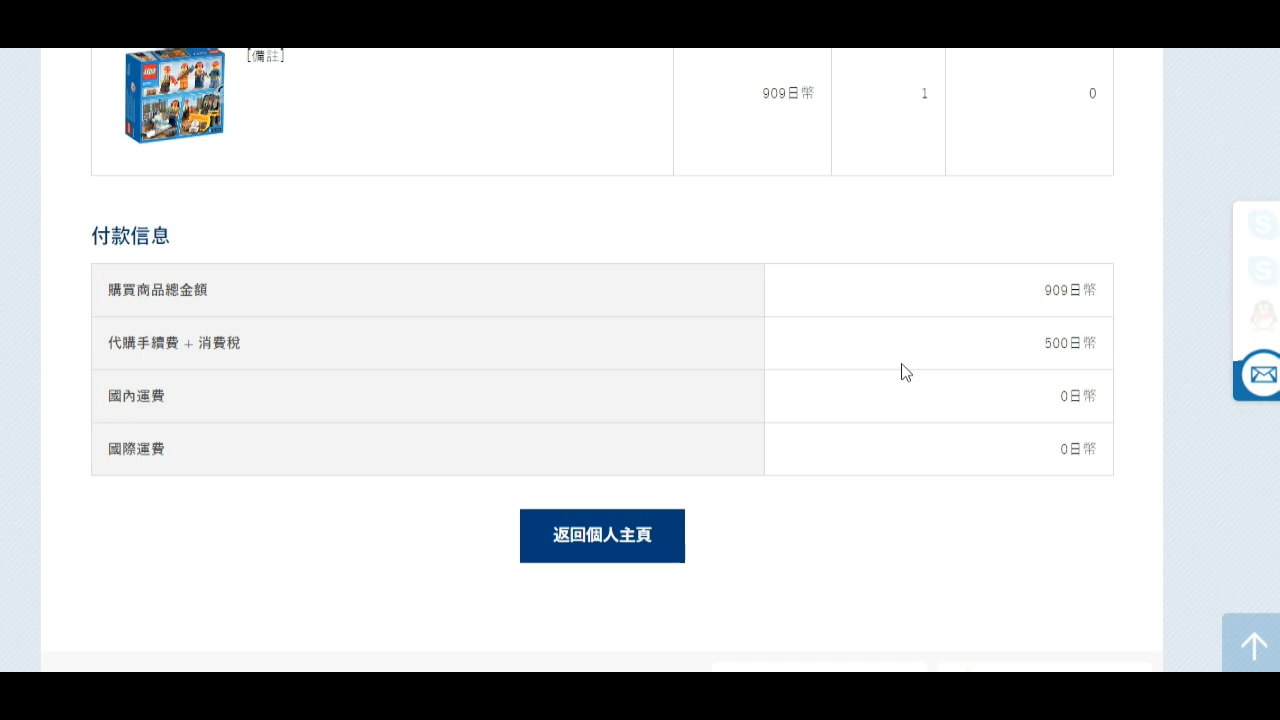 [備註]
LEGO
909日幣
1
0
付款信息
購買商品總金額
909日幣
代購手續費 + 消費稅
500日幣
國內運費
0日幣
國際運費
0日幣
返回個人主頁